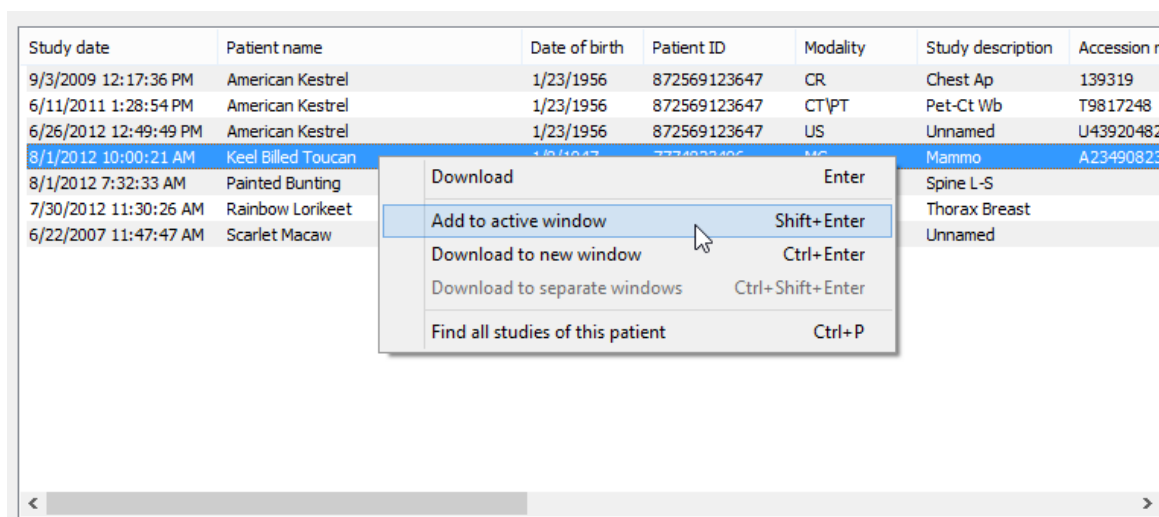 Study date Patient name Date of birth Patient ID Modality Study description Accession
9/3/2009 12:17:36 PM American Kestrel 1/23/1956 872569123647 CR Chest Ap 139319
6/11/2011 1:28:54 PM American Kestrel 1/23/1956 872569123647 CT\PT Pet-Ct Wb T9817248
6/26/2012 12:49:49 PM American Kestrel 1/23/1956 872569123647 US Unnamed U43920482
8/1/2012 10:00:21 AM Keel Billed Toucan Mammo A23490823
8/1/2012 7:32:33 AM Painted Bunting Spine L-S
7/30/2012 11:30:26 AM Rainbow Lorikeet Thorax Breast
6/22/2007 11:47:47 AM Scarlet Macaw Unnamed
Download Enter
Add to active window Shift+Enter
Download to new window Ctrl+Enter
Download to separate windows Ctrl+Shift+Enter
Find all studies of this patient Ctrl+P